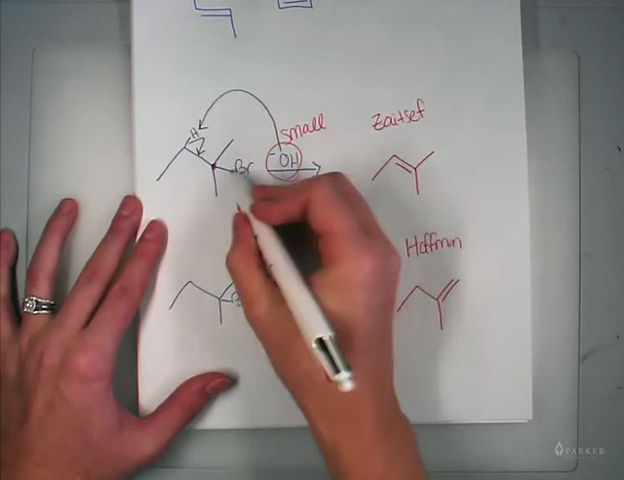 small
Zaitsef
H
Br
-OH
Hoffman
PARKER